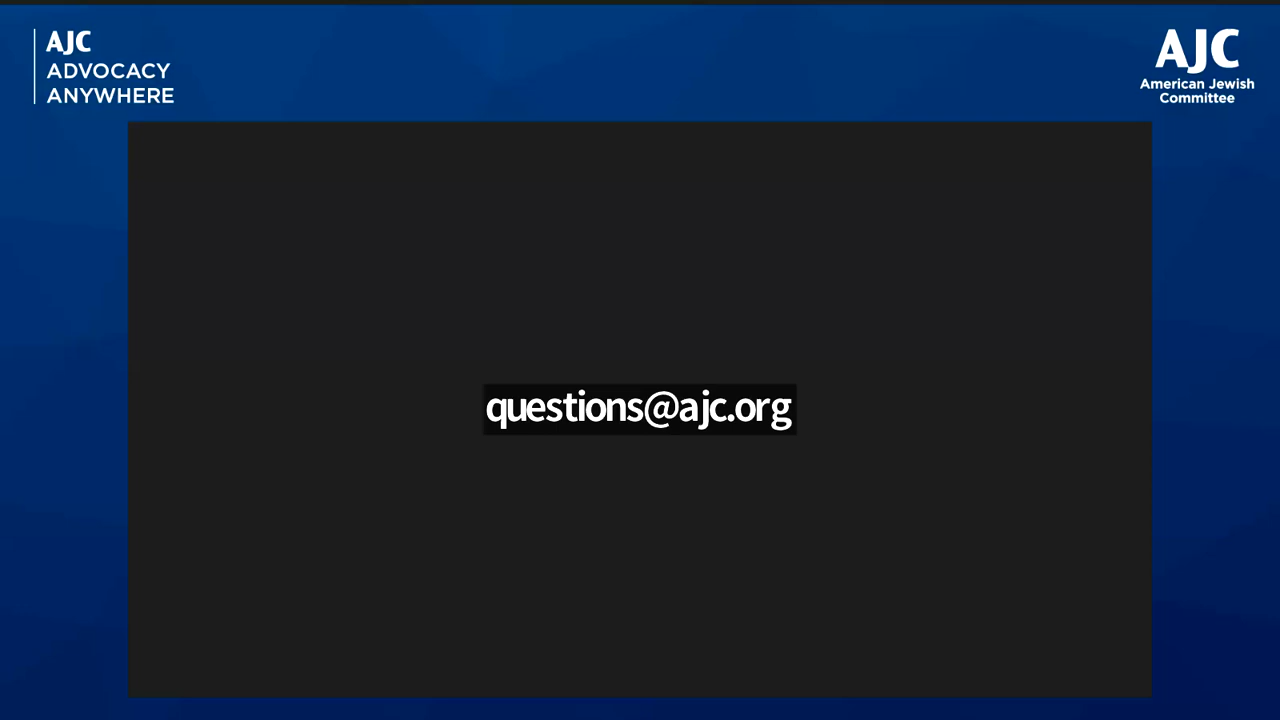 AJC
ADVOCACY
ANYWHERE
AJC
American Jewish
Committee
questions@ajc.org